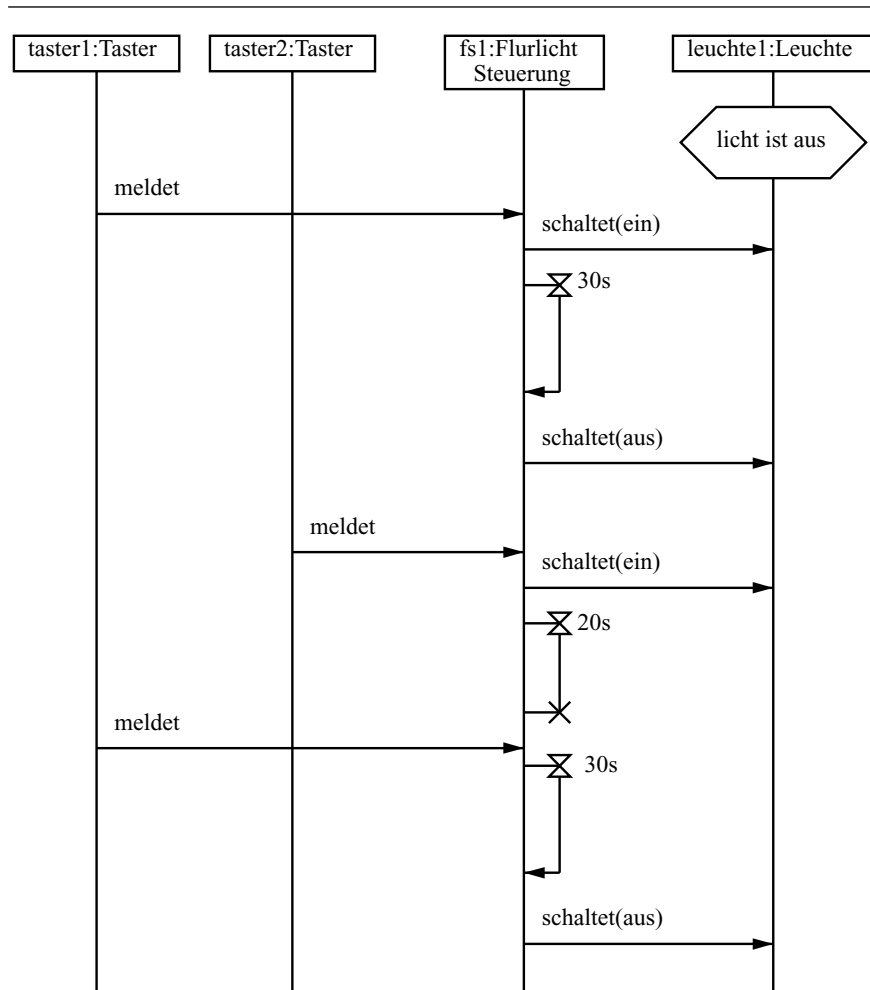 taster1:Taster
taster2:Taster
fs1:Flurlicht
Steuerung
leuchte1:Leuchte
licht ist aus
meldet
schaltet(ein)
30s
schaltet(aus)
meldet
schaltet(ein)
20s
meldet
30s
schaltet(aus)